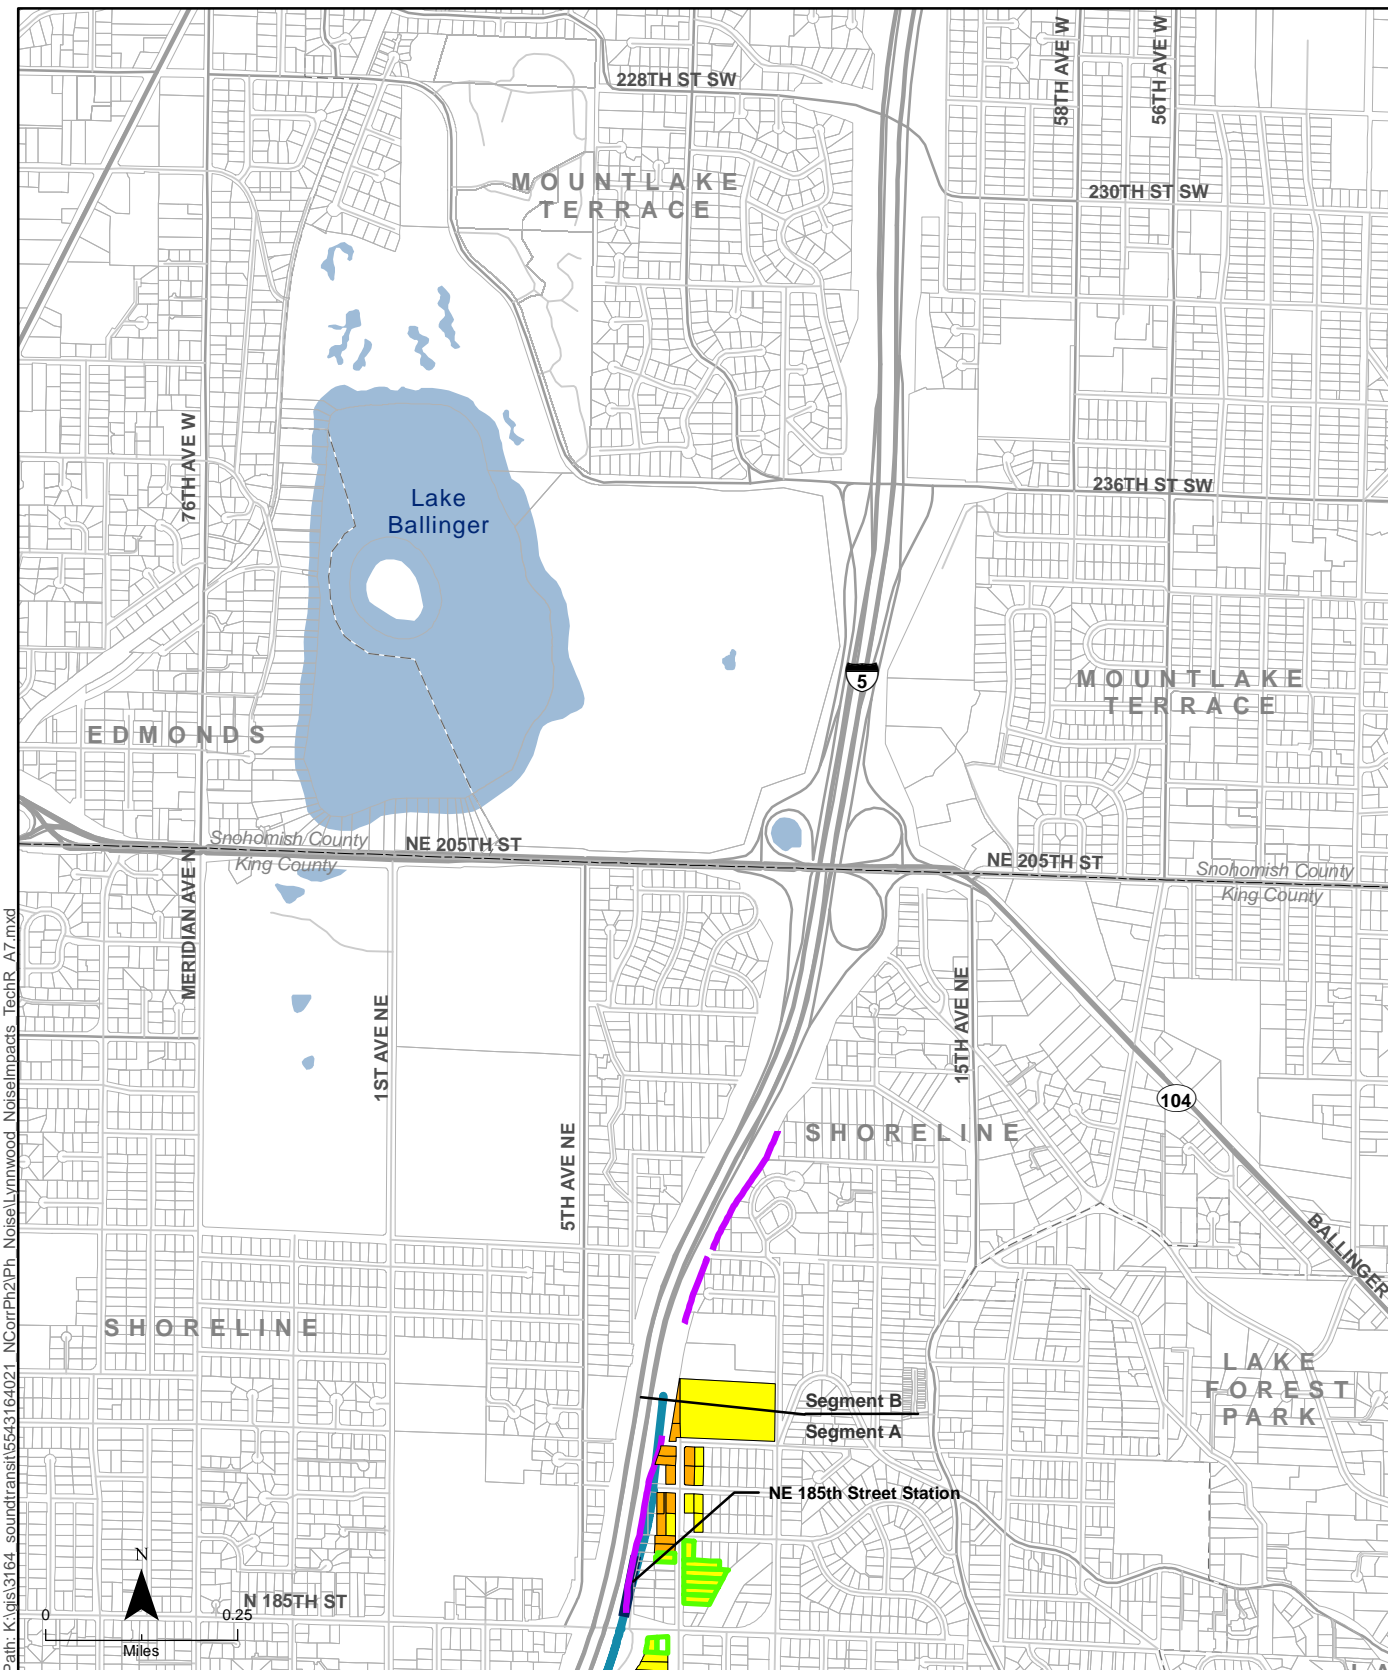 58TH AVE W
56TH AVE W
228TH ST SW
MOUNTLAKE
TERRACE
230TH ST SW
76TH AVE W
236TH ST SW
Lake
Ballinger
5
MOUNTLAKE
TERRACE
EDMONDS
Snohomish County
King County
NE 205TH ST
NE 205TH ST
Snohomish County
King County
MERIDIAN AVE N
1ST AVE NE
15TH AVE NE
104
SHORELINE
5TH AVE NE
BALLINGER
SHORELINE
LAKE
FOREST
PARK
Segment B
Segment A
NE 185th Street Station
N
N 185TH ST
0
0.25
Miles
Path: K:\gis\3164_soundtransit\55431640​21_NCorrPh2\Ph_Noise\Lynnwood_NoiseImpacts_TechR_A7.mxd